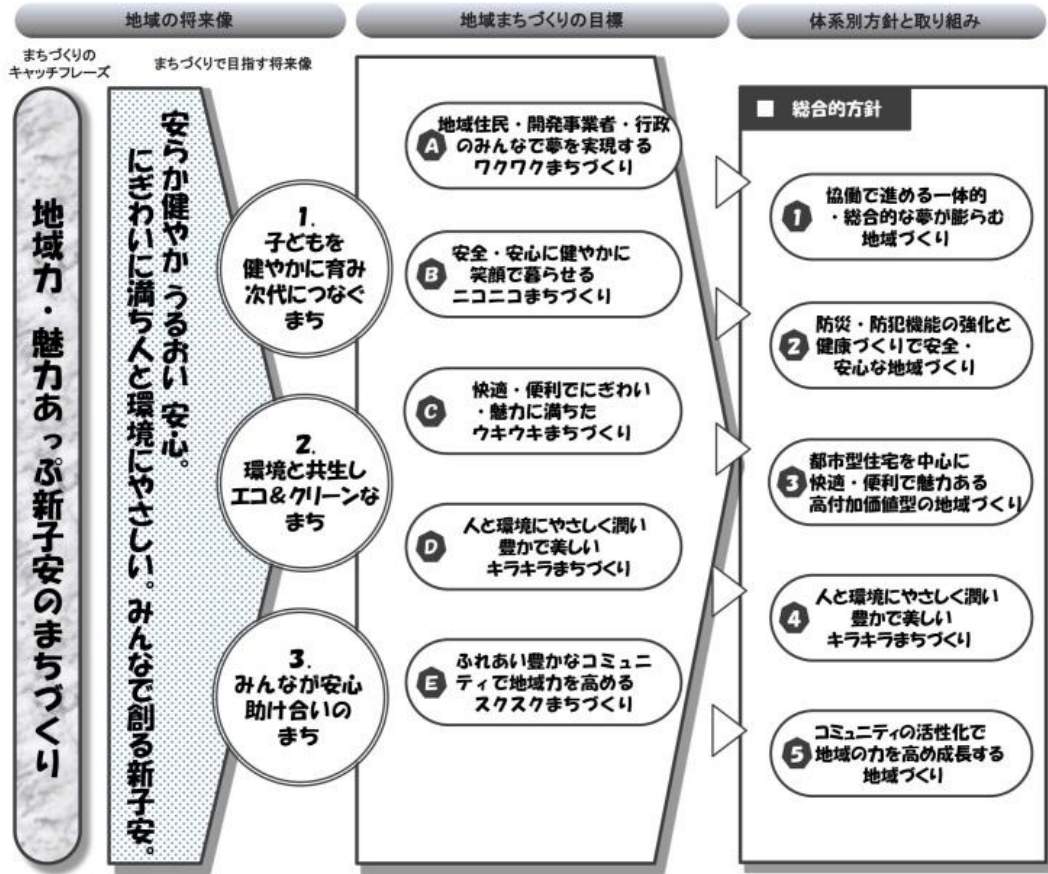 地域の将来像
地域まちづくりの目標
体系別方針と取り組み
まちづくりの
キャッチフレーズ
まちづくりで目指す将来像
地域力・魅力あっぷ新子安のまちづくり
安らか健やか うるおい 安心。
にぎわいに満ち人と環境にやさしい。みんなで創る新子安。
1.
子どもを
健やかに育み
次代につなぐ
まち
2.
環境と共生し
エコ&クリーンな
まち
3.
みんなが安心
助け合いの
まち
A
地域住民・開発事業者・行政
のみんなで夢を実現する
ワクワクまちづくり
B
安全・安心に健やかに
笑顔で暮らせる
ニコニコまちづくり
C
快適・便利でにぎわい
・魅力に満ちた
ウキウキまちづくり
D
人と環境にやさしく潤い
豊かで美しい
キラキラまちづくり
E
ふれあい豊かなコミュニ
ティで地域力を高める
スクスクまちづくり
■ 総合的方針
1
協働で進める一体的
・総合的な夢が膨らむ
地域づくり
2
防災・防犯機能の強化と
健康づくりで安全・
安心な地域づくり
3
都市型住宅を中心に
快適・便利で魅力ある
高付加価値型の地域づくり
4
人と環境にやさしく潤い
豊かで美しい
キラキラまちづくり
5
コミュニティの活性化で
地域の力を高め成長する
地域づくり